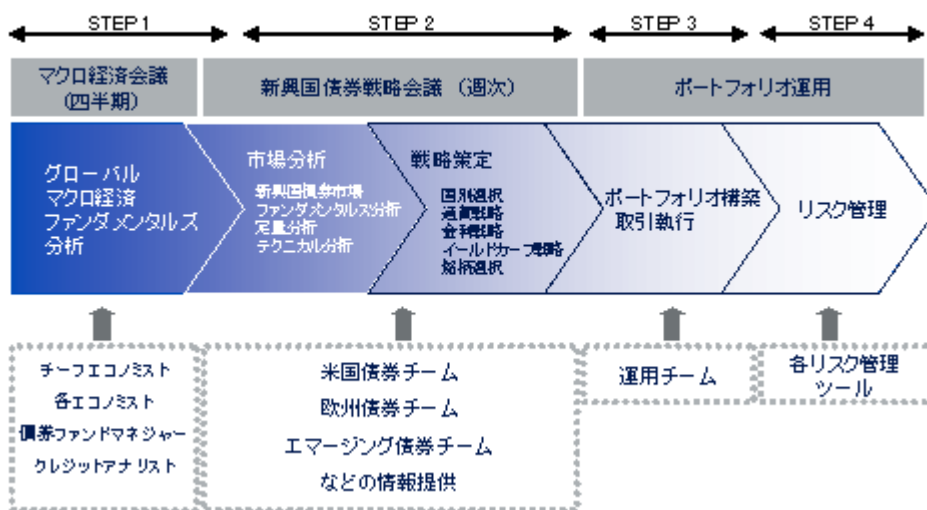 STEP 1
STEP 2
STEP 3
STEP 4
マクロ経済会議
(四半期)
新興国債券戦略会議 (週次)
ポートフォリオ運用
グローバル
マクロ経済
ファンダメンタルズ
分析
市場分析
新興国債券市場
ファンダメンタルズ分析
定量分析
テクニカル分析
戦略策定
国別選択
通貨戦略
金利戦略
イールドカーブ戦略
銘柄選択
ポートフォリオ構築
取引執行
リスク管理
チーフエコノミスト
各エコノミスト
債券ファンドマネジャー
クレジットアナリスト
米国債券チーム
欧州債券チーム
エマージング債券チーム
などの情報提供
運用チーム
各リスク管理
ツール